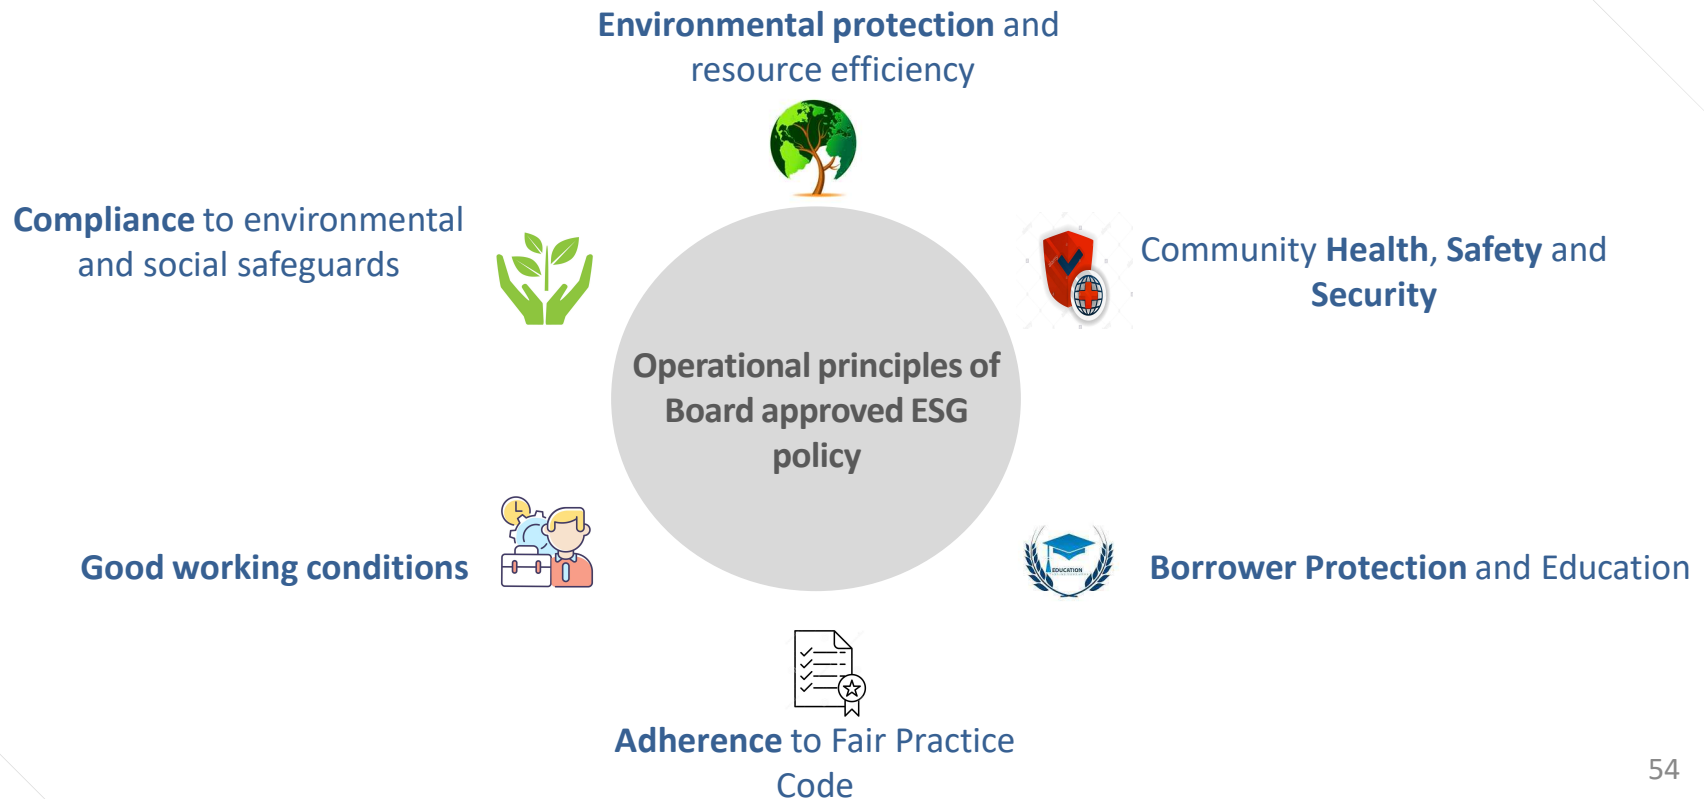 Environmental protection and
resource efficiency
Compliance to environmental
and social safeguards
Community Health, Safety and
Security
Operational principles of
Board approved ESG
policy
Good working conditions
EDUCATION
Borrower Protection and Education
Adherence to Fair Practice
Code
54